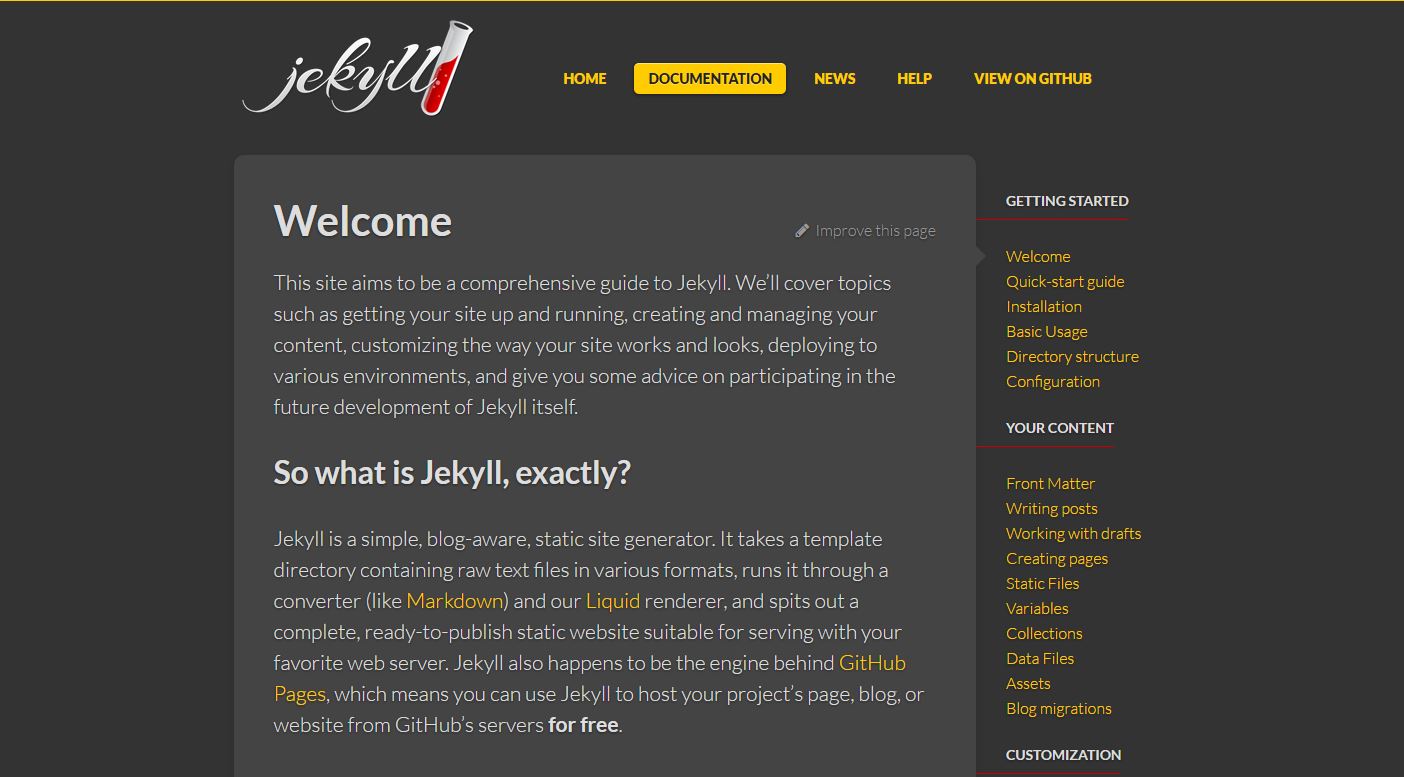 jekyll
HOME
DOCUMENTATION
NEWS
HELP
VIEW ON GITHUB
Welcome
Improve this page
This site aims to be a comprehensive guide to Jekyll. We’ll cover topics
such as getting your site up and running, creating and managing your
content, customizing the way your site works and looks, deploying to
various environments, and give you some advice on participating in the
future development of Jekyll itself.
So what is Jekyll, exactly?
Jekyll is a simple, blog-aware, static site generator. It takes a template
directory containing raw text files in various formats, runs it through a
converter (like Markdown) and our Liquid renderer, and spits out a
complete, ready-to-publish static website suitable for serving with your
favorite web server. Jekyll also happens to be the engine behind GitHub
Pages, which means you can use Jekyll to host your project’s page, blog, or
website from GitHub’s servers for free.
GETTING STARTED
Welcome
Quick-start guide
Installation
Basic Usage
Directory structure
Configuration
YOUR CONTENT
Front Matter
Writing posts
Working with drafts
Creating pages
Static Files
Variables
Collections
Data Files
Assets
Blog migrations
CUSTOMIZATION